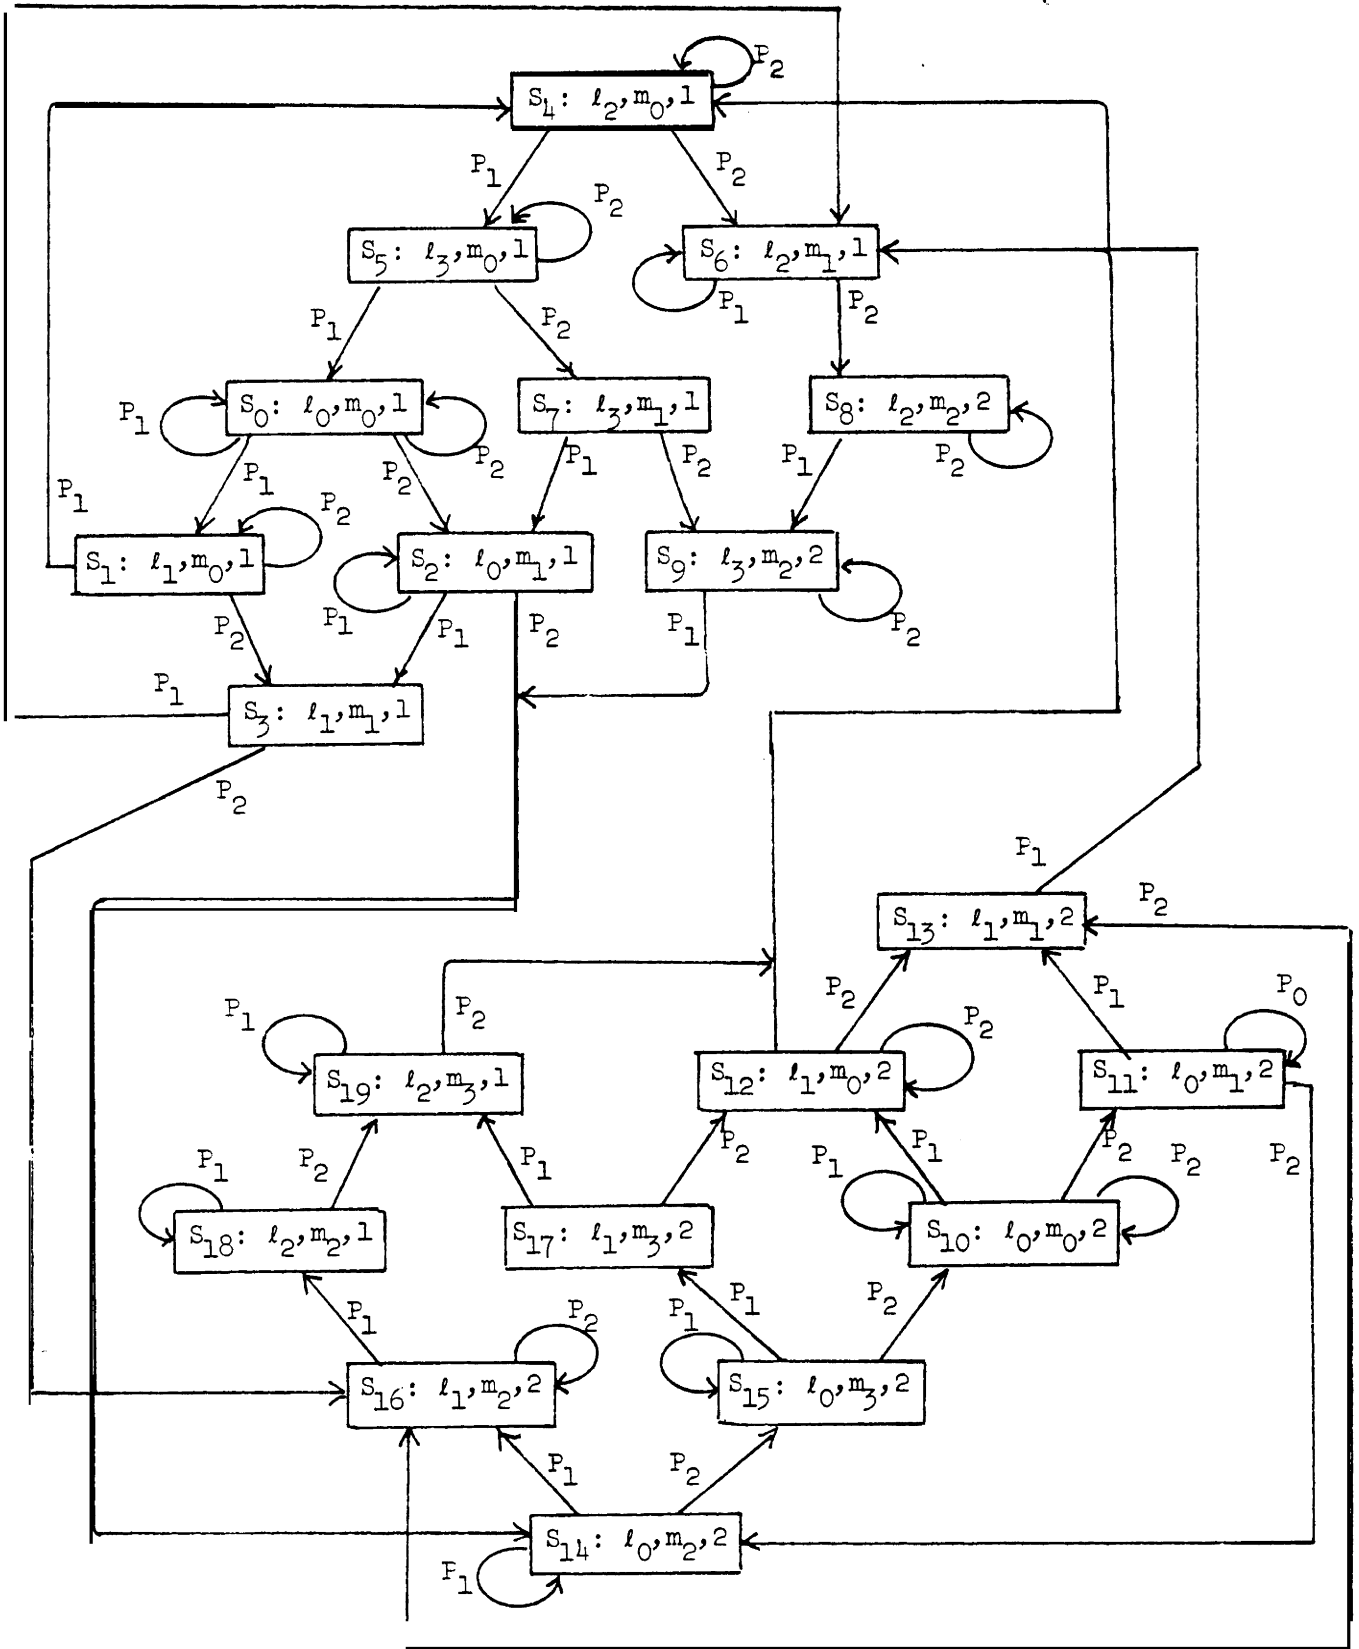 P2
S4: ℓ2,m0,1
P1
P2
P2
S5: ℓ3,m0,1
S6: ℓ2,m1,1
P1
P1
P2
P2
P1
S0: ℓ0,m0,1
P2
S7: ℓ3,m1,1
S8: ℓ2,m2,2
P2
P1
P1
P2
P1
P2
P1
P2
S1: ℓ1,m0,1
S2: ℓ0,m1,1
S9: ℓ3,m2,2
P2
P1
P1
P2
P1
P2
P1
S3: ℓ1,m1,1
P2
P1
S13: ℓ1,m1,2
P2
P1
P2
P2
P2
P1
P0
S19: ℓ2,m3,1
S12: ℓ1,m0,2
S11: ℓ0,m1,2
P1
P2
P1
P2
P1
P1
P2
P2
P2
S18: ℓ2,m2,1
S17: ℓ1,m3,2
S10: ℓ0,m0,2
P1
P2
P1
P1
P2
S16: ℓ1,m2,2
S15: ℓ0,m3,2
P1
P2
S14: ℓ0,m2,2
P1